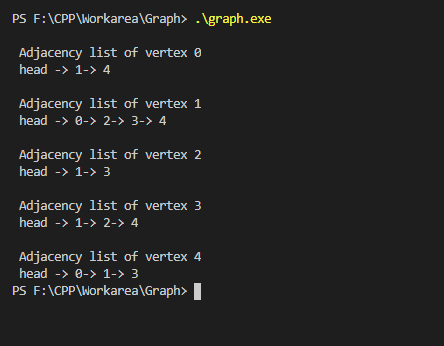 PS F:\CPP\Workarea\Graph> .\graph.exe
Adjacency list of vertex 0
head -> 1-> 4
Adjacency list of vertex 1
head -> 0-> 2-> 3-> 4
Adjacency list of vertex 2
head -> 1-> 3
Adjacency list of vertex 3
head -> 1-> 2-> 4
Adjacency list of vertex 4
head -> 0-> 1-> 3
PS F:\CPP\Workarea\Graph>